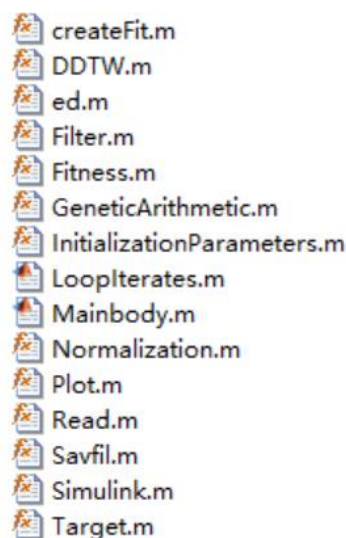 createFit.m
DDTW.m
ed.m
Filter.m
Fitness.m
GeneticArithmetic.m
InitializationParameters.m
LoopIterates.m
Mainbody.m
Normalization.m
Plot.m
Read.m
Savfil.m
Simulink.m
Target.m